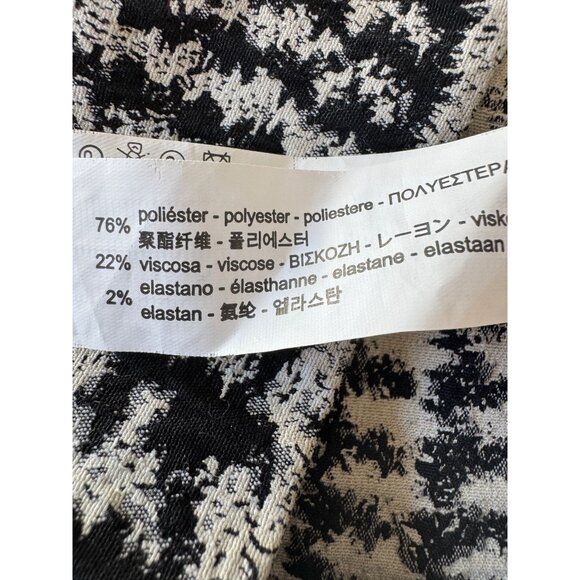 76% poliéster - polyester - poliestere - ΠΟΛΥΕΣΤΕΡΑ
聚酯纤维 - 폴리에스터
22% viscosa - viscose - ΒΙΣΚΟΖΗ - レーヨン - visk
2% elastano - élasthanne - elastane - elastaan
elastan - 氨纶 - 엘라스탄